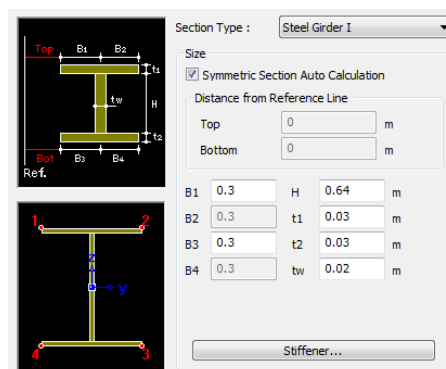 Section Type : Steel Girder I
Top B1 B2
t1
tw H
t2
Bot B3 B4
Ref.
Size
Symmetric Section Auto Calculation
Distance from Reference Line
Top 0 m
Bottom 0 m
B1 0.3 H 0.64 m
B2 0.3 t1 0.03 m
B3 0.3 t2 0.03 m
B4 0.3 tw 0.02 m
1 2
z
y
4 3
Stiffener...